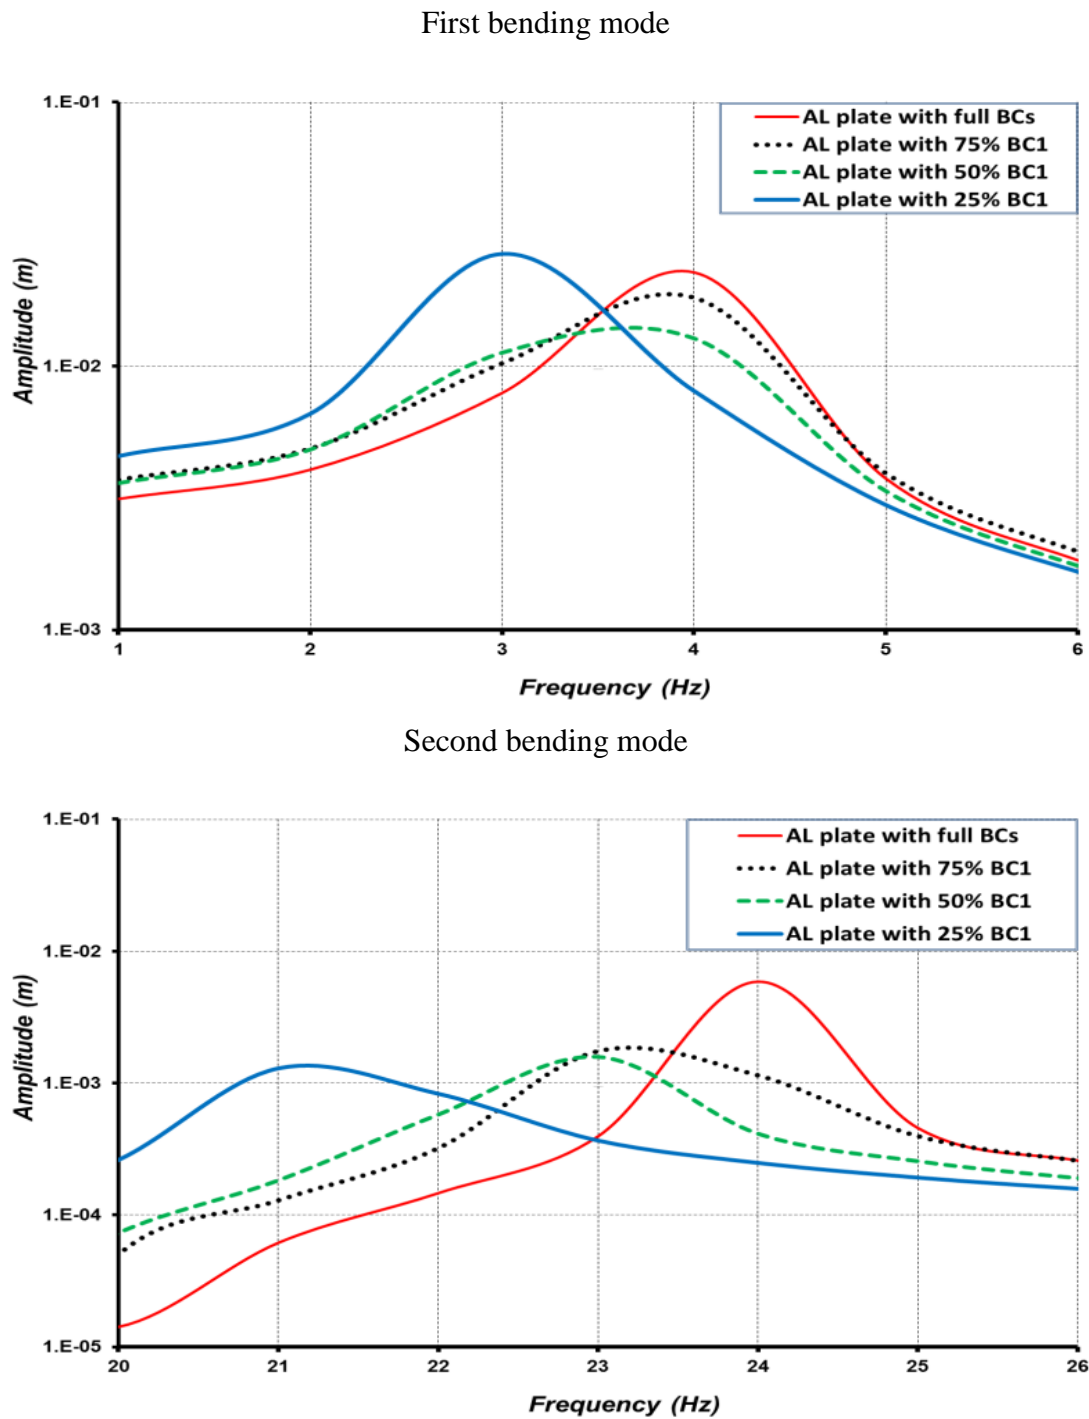 First bending mode
1.E-01
AL plate with full BCs
AL plate with 75% BC1
AL plate with 50% BC1
AL plate with 25% BC1
Amplitude (m)
1.E-02
1.E-03
1 2 3 4 5 6
Frequency (Hz)
Second bending mode
1.E-01
AL plate with full BCs
AL plate with 75% BC1
AL plate with 50% BC1
AL plate with 25% BC1
1.E-02
Amplitude (m)
1.E-03
1.E-04
1.E-05
20 21 22 23 24 25 26
Frequency (Hz)